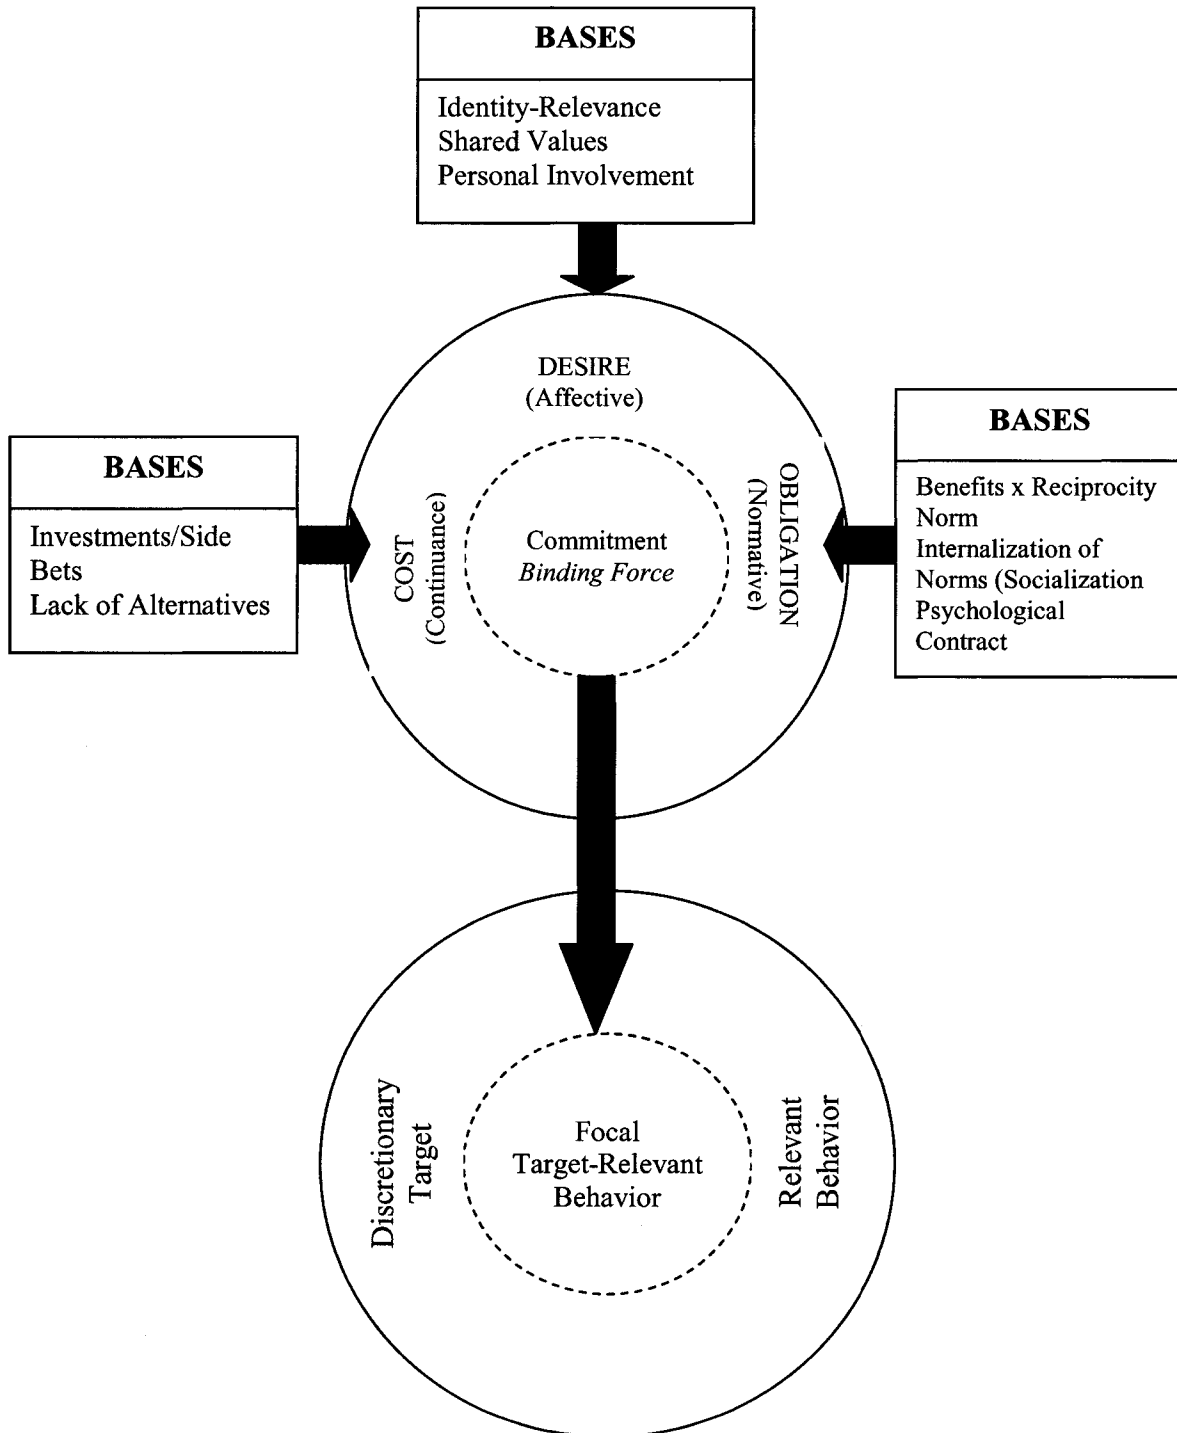 BASES
Identity-Relevance
Shared Values
Personal Involvement
DESIRE
(Affective)
BASES
Investments/Side
Bets
Lack of Alternatives
COST
(Continuance)
Commitment
Binding Force
OBLIGATION
(Normative)
BASES
Benefits x Reciprocity
Norm
Internalization of
Norms (Socialization
Psychological
Contract
Discretionary
Target
Focal
Target-Relevant
Behavior
Relevant
Behavior